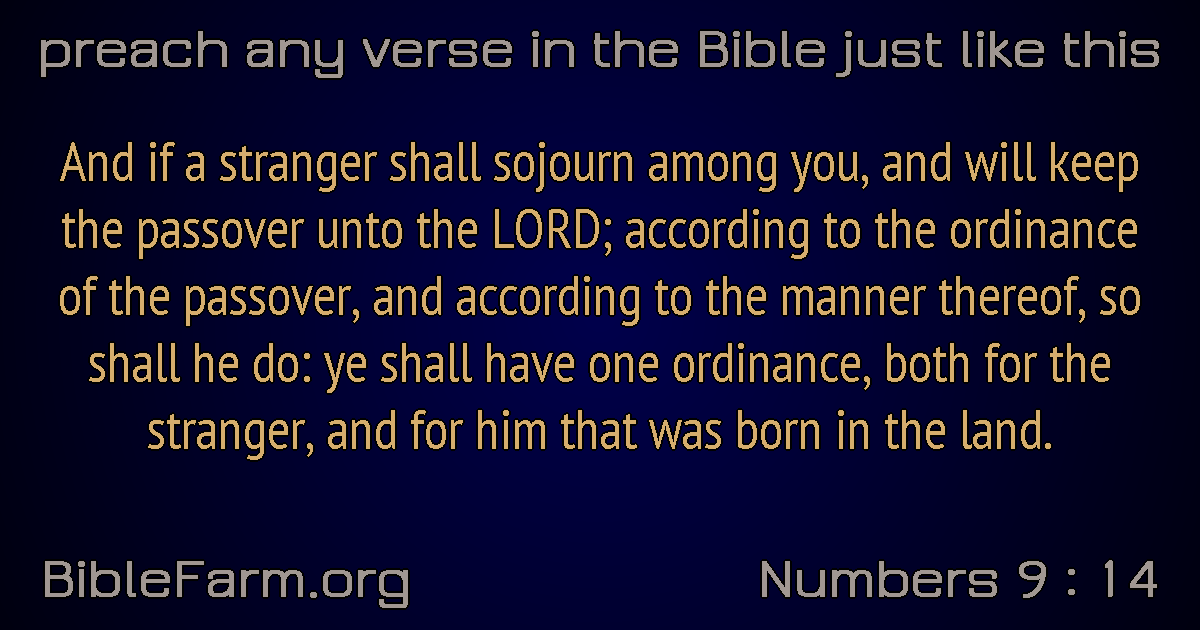 preach any verse in the Bible just like this
And if a stranger shall sojourn among you, and will keep
the passover unto the LORD; according to the ordinance
of the passover, and according to the manner thereof, so
shall he do: ye shall have one ordinance, both for the
stranger, and for him that was born in the land.
BibleFarm.org
Numbers 9 : 14